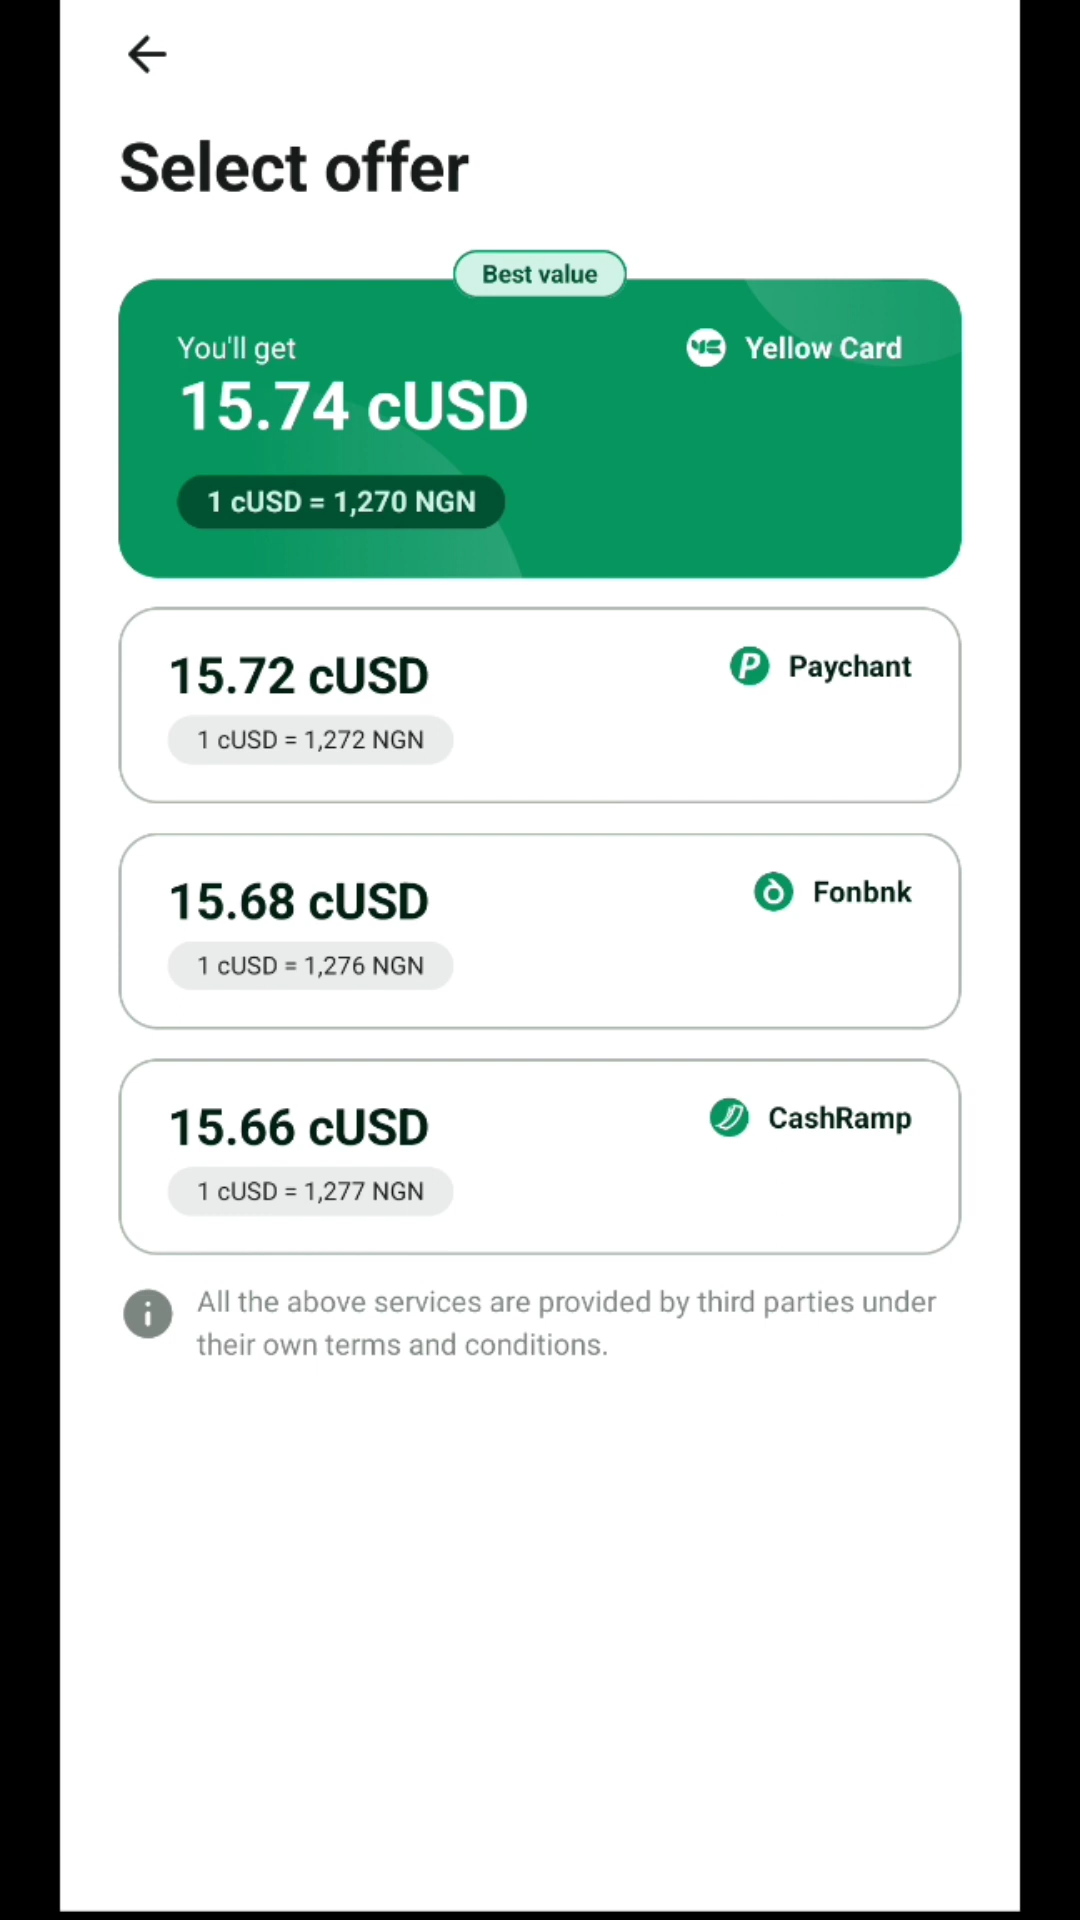 Select offer
Best value
You'll get
Yellow Card
15.74 cUSD
1 cUSD = 1,270 NGN
15.72 cUSD
Paychant
1 cUSD = 1,272 NGN
15.68 cUSD
Fonbnk
1 cUSD = 1,276 NGN
15.66 cUSD
CashRamp
1 cUSD = 1,277 NGN
All the above services are provided by third parties under
their own terms and conditions.